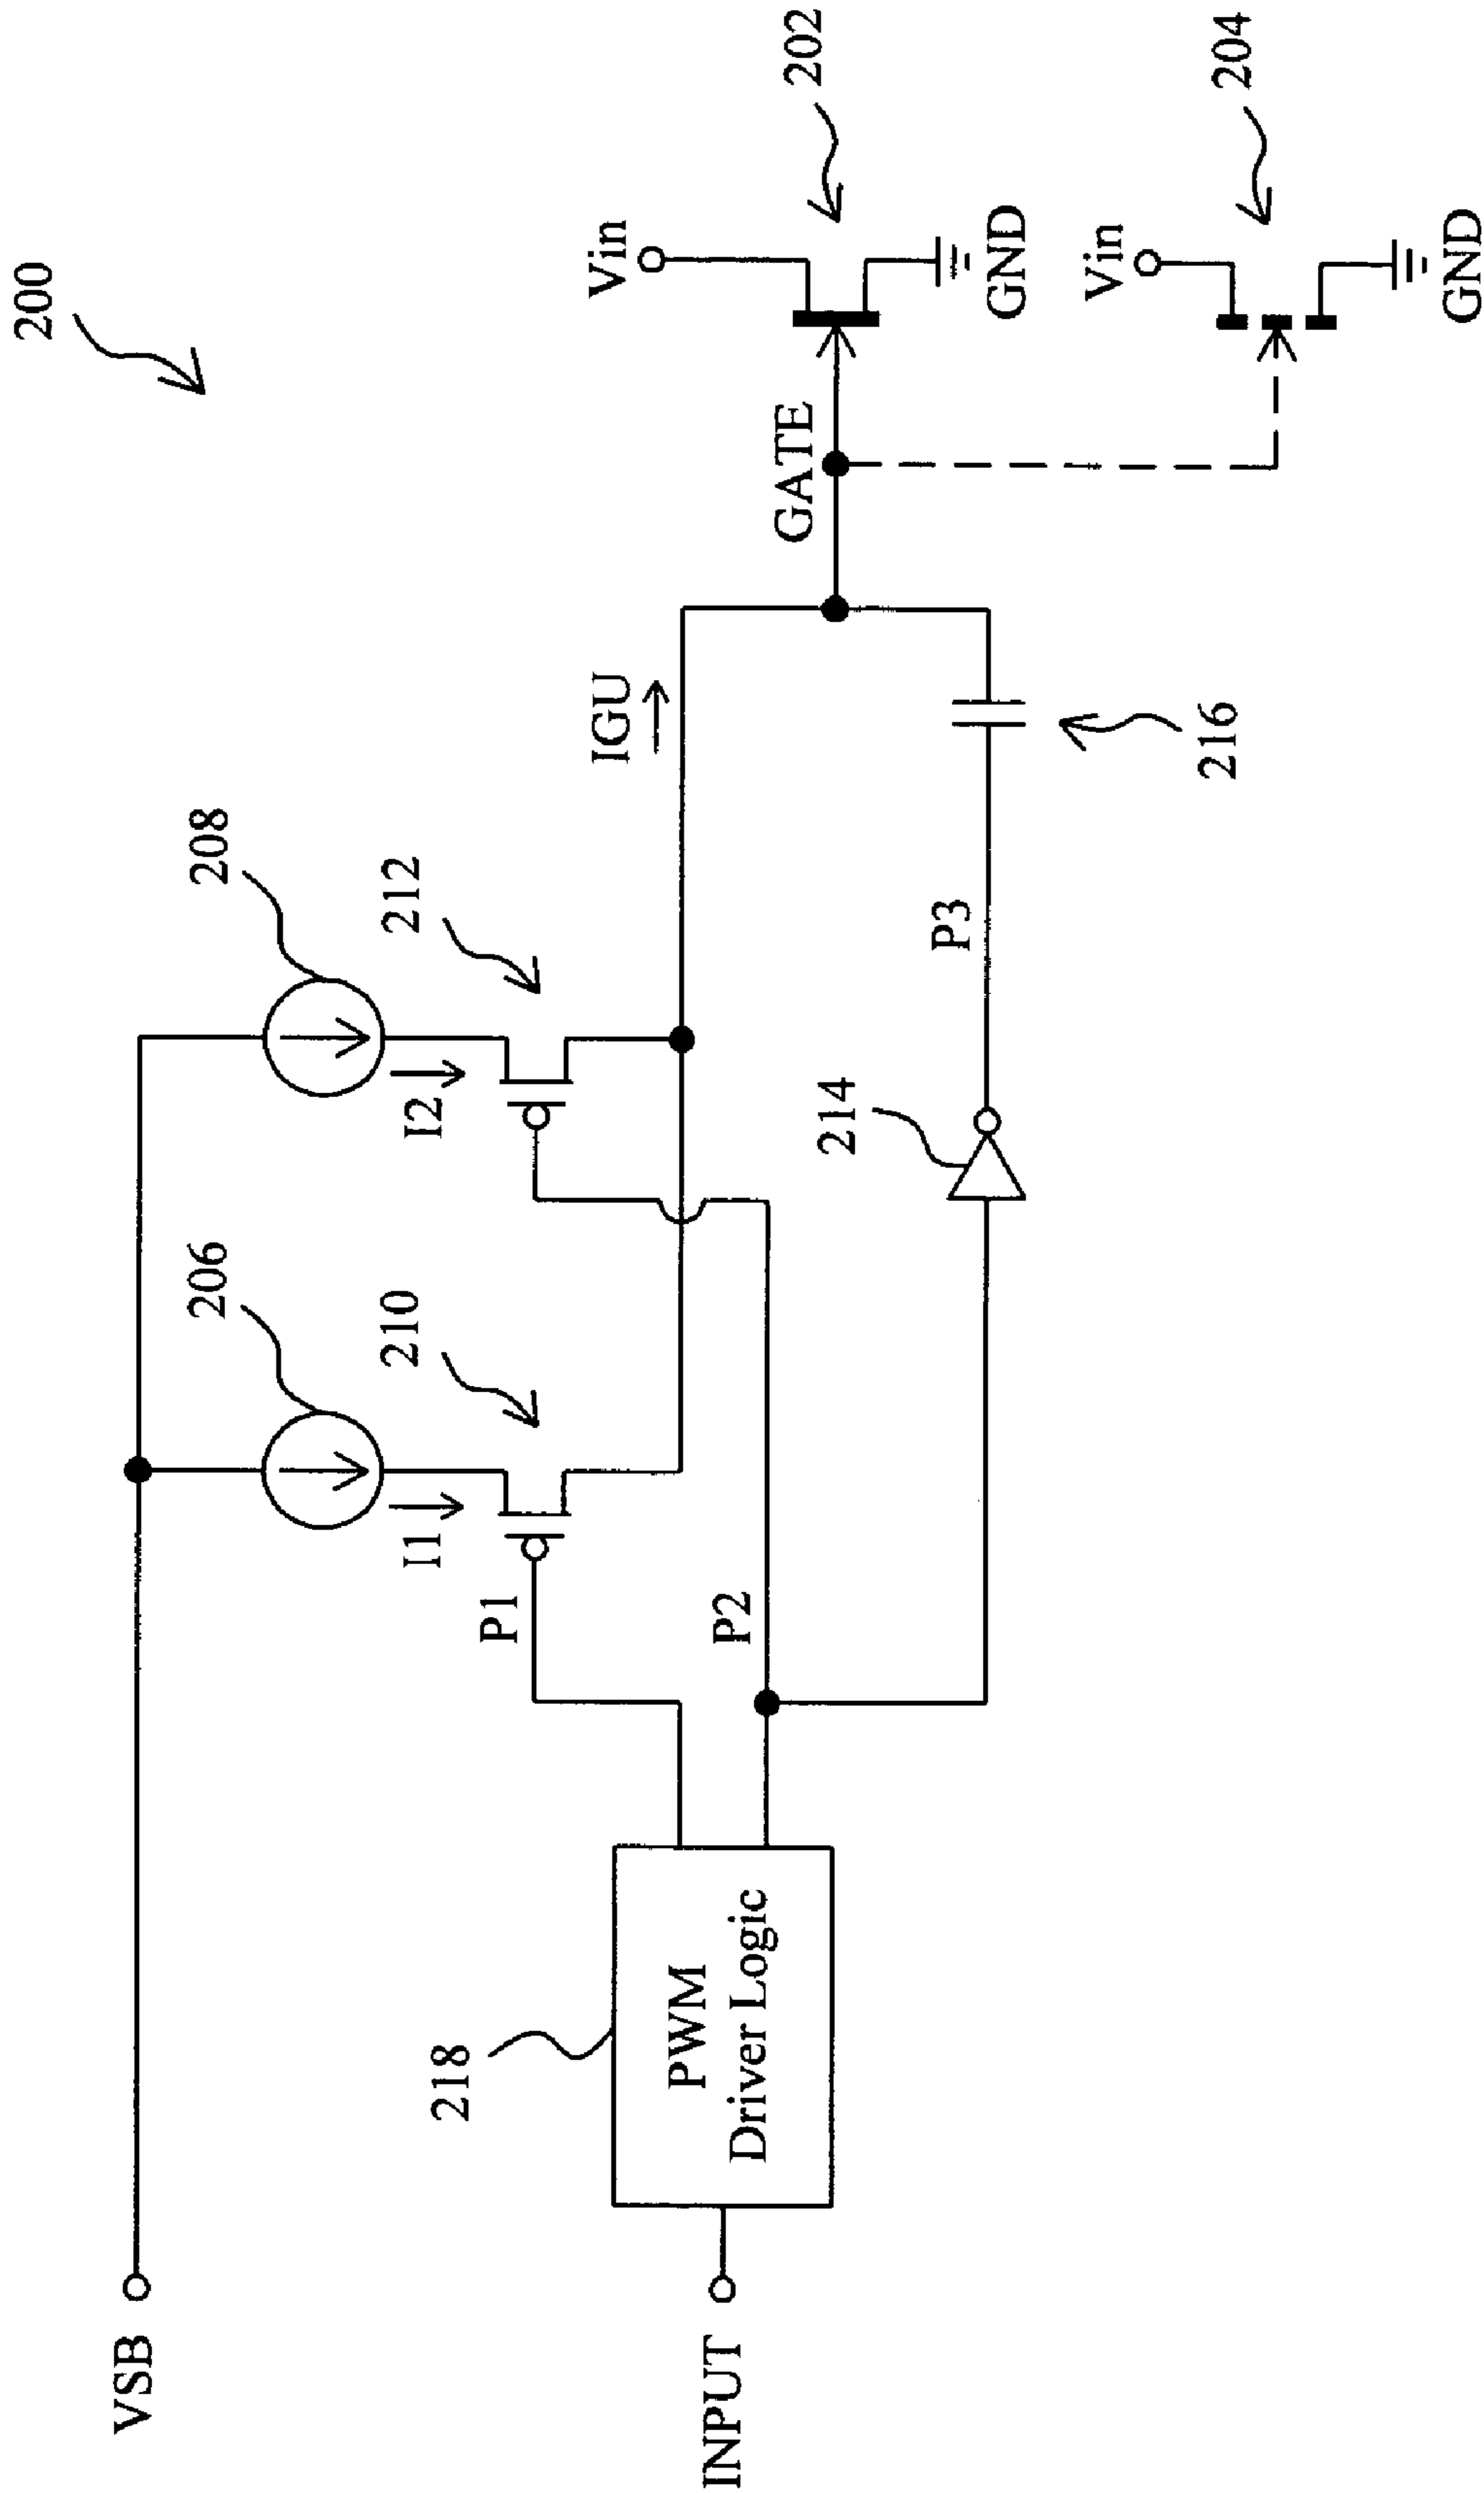 200
VSB
206
208
I1
I2
210
212
IGU
Vin
202
P1
GATE
INPUT
PWM
Driver Logic
218
P2
214
P3
216
GND
Vin
204
GND